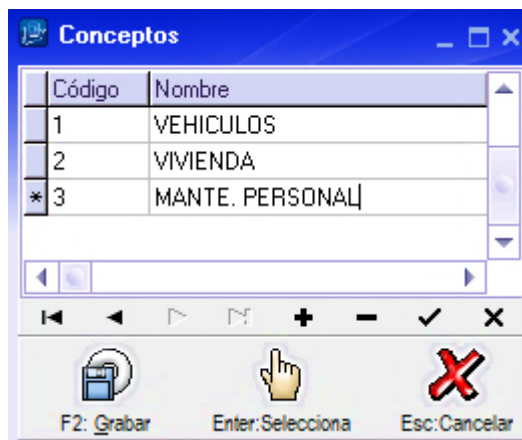 Conceptos
Código Nombre
1 VEHICULOS
2 VIVIENDA
* 3 MANTE. PERSONAL
F2: Grabar Enter:Selecciona Esc:Cancelar